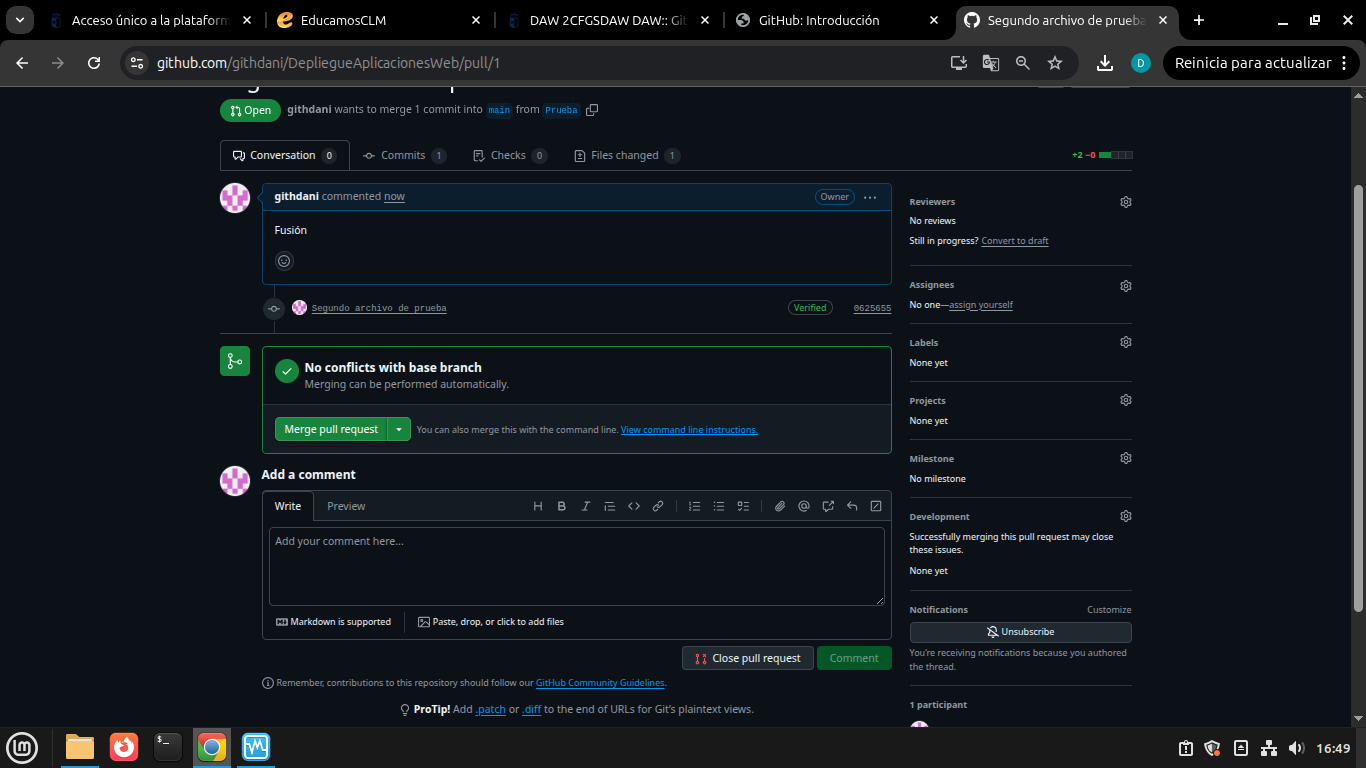 Acceso único a la plataform
EducamosCLM
DAW 2CFGSDAW DAW:: Git
GitHub: Introducción
Segundo archivo de prueba
github.com/githdani/DepliegueAplicacionesWeb/pull/1
D
Reinicia para actualizar
Open
githdani wants to merge 1 commit into main from Prueba
Conversation 0
Commits 1
Checks 0
Files changed 1
+2 −0
githdani commented now
Owner
Fusión
Segundo archivo de prueba
Verified
0625655
No conflicts with base branch
Merging can be performed automatically.
Merge pull request
You can also merge this with the command line. View command line instructions.
Add a comment
Write
Preview
Add your comment here...
Markdown is supported
Paste, drop, or click to add files
Close pull request
Comment
Remember, contributions to this repository should follow our GitHub Community Guidelines.
ProTip! Add .patch or .diff to the end of URLs for Git's plaintext views.
Reviewers
No reviews
Still in progress? Convert to draft
Assignees
No one—assign yourself
Labels
None yet
Projects
None yet
Milestone
No milestone
Development
Successfully merging this pull request may close
these issues.
None yet
Notifications
Customize
Unsubscribe
You're receiving notifications because you authored
the thread.
1 participant
16:49